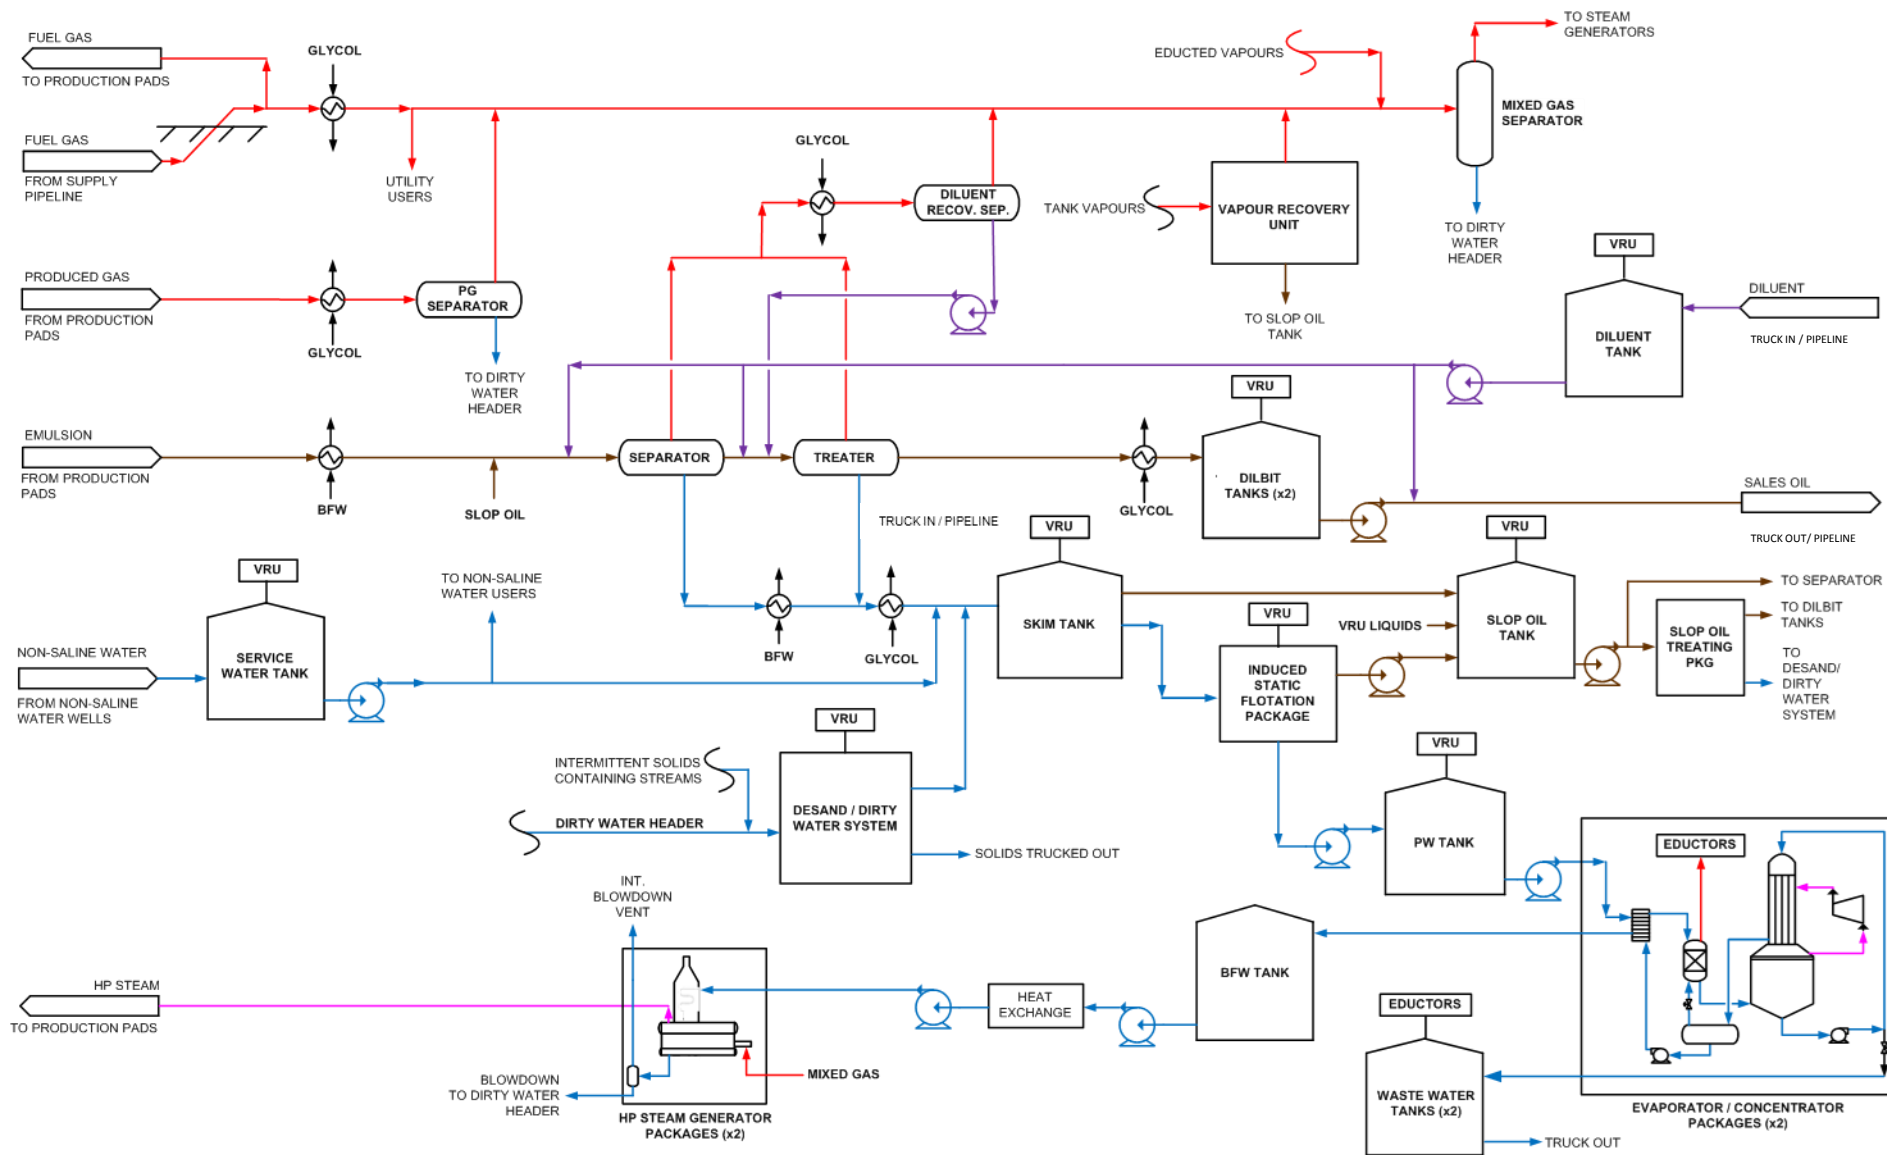 FUEL GAS
TO PRODUCTION PADS
GLYCOL
FUEL GAS
FROM SUPPLY
PIPELINE
UTILITY
USERS
EDUCTED VAPOURS
TO STEAM
GENERATORS
MIXED GAS
SEPARATOR
TO DIRTY
WATER
HEADER
GLYCOL
DILUENT
RECOV. SEP.
TANK VAPOURS
VAPOUR RECOVERY
UNIT
TO SLOP OIL
TANK
VRU
DILUENT
TANK
DILUENT
TRUCK IN / PIPELINE
PRODUCED GAS
FROM PRODUCTION
PADS
GLYCOL
PG
SEPARATOR
TO DIRTY
WATER
HEADER
EMULSION
FROM PRODUCTION
PADS
BFW
SLOP OIL
SEPARATOR
TREATER
GLYCOL
VRU
DILBIT
TANKS (x2)
SALES OIL
TRUCK OUT/ PIPELINE
TRUCK IN / PIPELINE
VRU
SERVICE
WATER TANK
TO NON-SALINE
WATER USERS
NON-SALINE WATER
FROM NON-SALINE
WATER WELLS
BFW
GLYCOL
VRU
SKIM TANK
VRU
INDUCED
STATIC
FLOTATION
PACKAGE
VRU LIQUIDS
VRU
SLOP OIL
TANK
TO SEPARATOR
SLOP OIL
TREATING
PKG
TO DILBIT
TANKS
TO
DESAND/
DIRTY
WATER
SYSTEM
INTERMITTENT SOLIDS
CONTAINING STREAMS
DIRTY WATER HEADER
VRU
DESAND / DIRTY
WATER SYSTEM
SOLIDS TRUCKED OUT
VRU
PW TANK
EDUCTORS
EVAPORATOR / CONCENTRATOR
PACKAGES (x2)
INT.
BLOWDOWN
VENT
HP STEAM
TO PRODUCTION PADS
BLOWDOWN
TO DIRTY WATER
HEADER
MIXED GAS
HP STEAM GENERATOR
PACKAGES (x2)
HEAT
EXCHANGE
BFW TANK
EDUCTORS
WASTE WATER
TANKS (x2)
TRUCK OUT